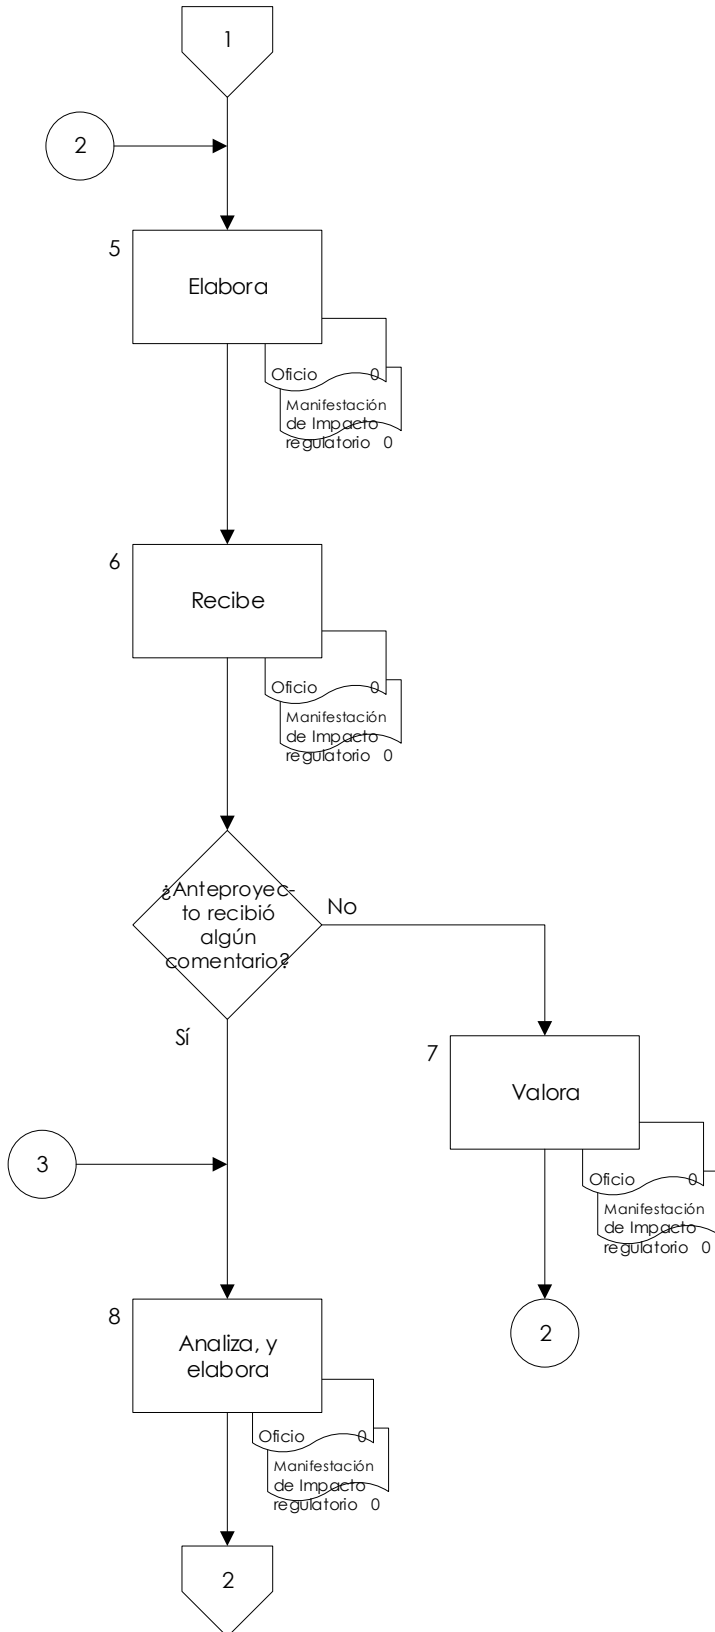 1
2
5
Elabora
Oficio 0
Manifestación
de Impacto
regulatorio 0
6
Recibe
Oficio 0
Manifestación
de Impacto
regulatorio 0
¿Anteproyec-
to recibió
algún
comentario?
No
Sí
7
Valora
Oficio 0
Manifestación
de Impacto
regulatorio 0
2
3
8
Analiza, y
elabora
Oficio 0
Manifestación
de Impacto
regulatorio 0
2